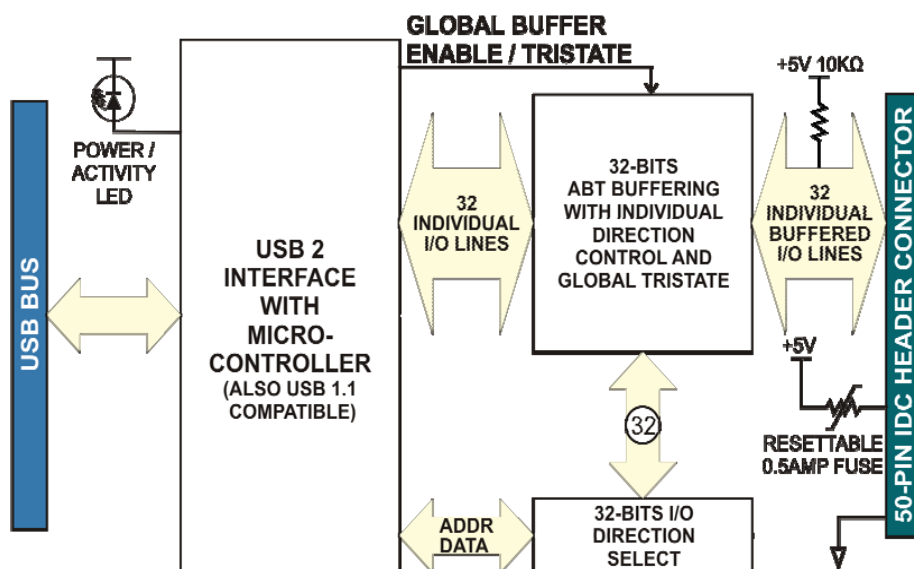 GLOBAL BUFFER
ENABLE / TRISTATE
+5V 10KΩ
POWER /
ACTIVITY
LED
USB BUS
USB 2
INTERFACE
WITH
MICRO-
CONTROLLER
(ALSO USB 1.1
COMPATIBLE)
32
INDIVIDUAL
I/O LINES
32-BITS
ABT BUFFERING
WITH INDIVIDUAL
DIRECTION
CONTROL AND
GLOBAL TRISTATE
32
INDIVIDUAL
BUFFERED
I/O LINES
50-PIN IDC HEADER CONNECTOR
+5V
RESETTABLE
0.5AMP FUSE
32
ADDR
DATA
32-BITS I/O
DIRECTION
SELECT